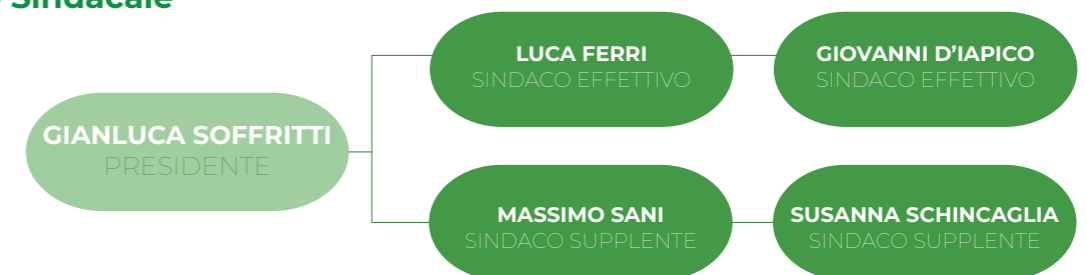 Sindacale
LUCA FERRI
SINDACO EFFETTIVO
GIOVANNI D’IAPICO
SINDACO EFFETTIVO
GIANLUCA SOFFRITTI
PRESIDENTE
MASSIMO SANI
SINDACO SUPPLENTE
SUSANNA SCHINCAGLIA
SINDACO SUPPLENTE